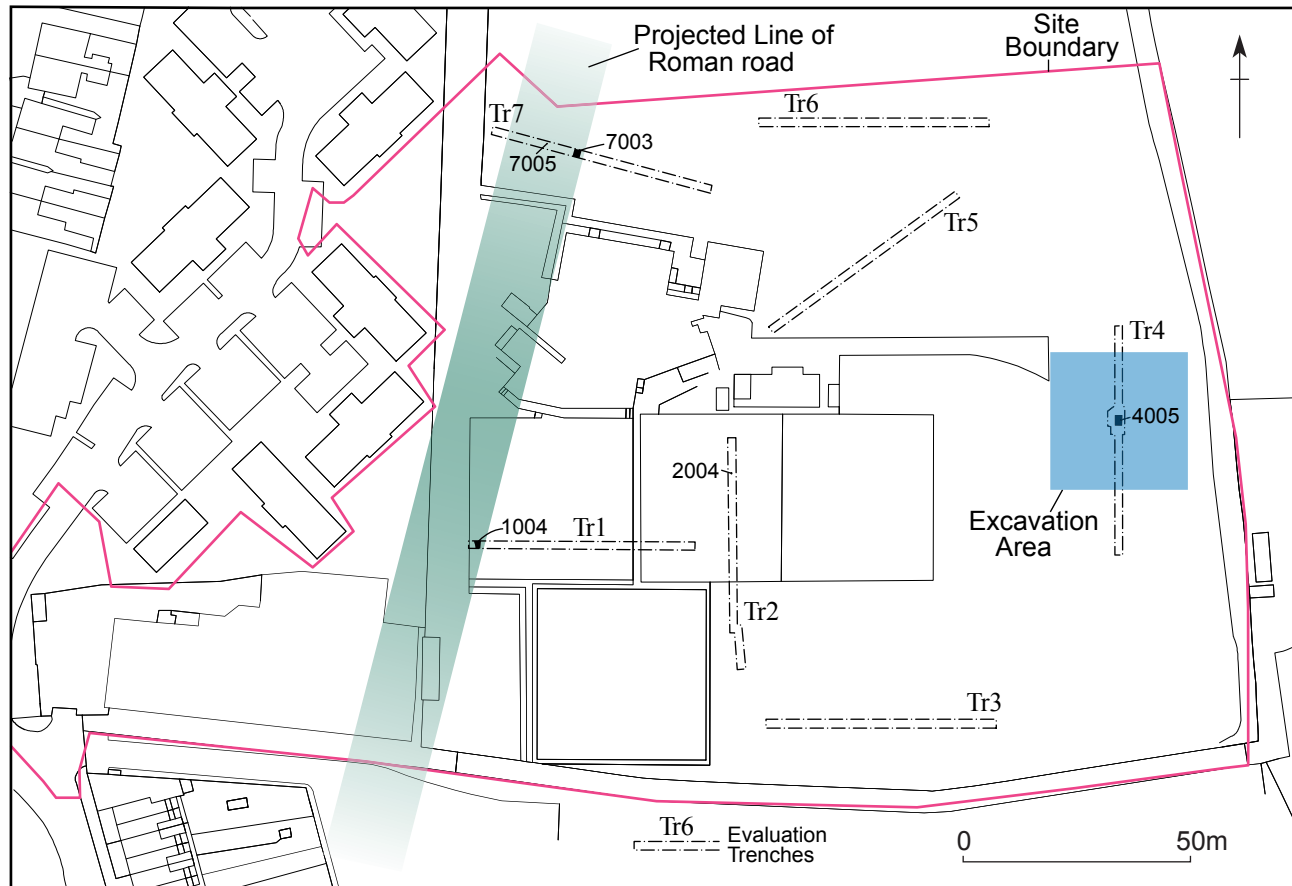 Projected Line of
Roman road
Site
Boundary
Tr7
7003
7005
Tr6
Tr5
Tr4
4005
2004
Excavation
Area
1004
Tr1
Tr2
Tr3
Tr6
Evaluation
Trenches
0
50m